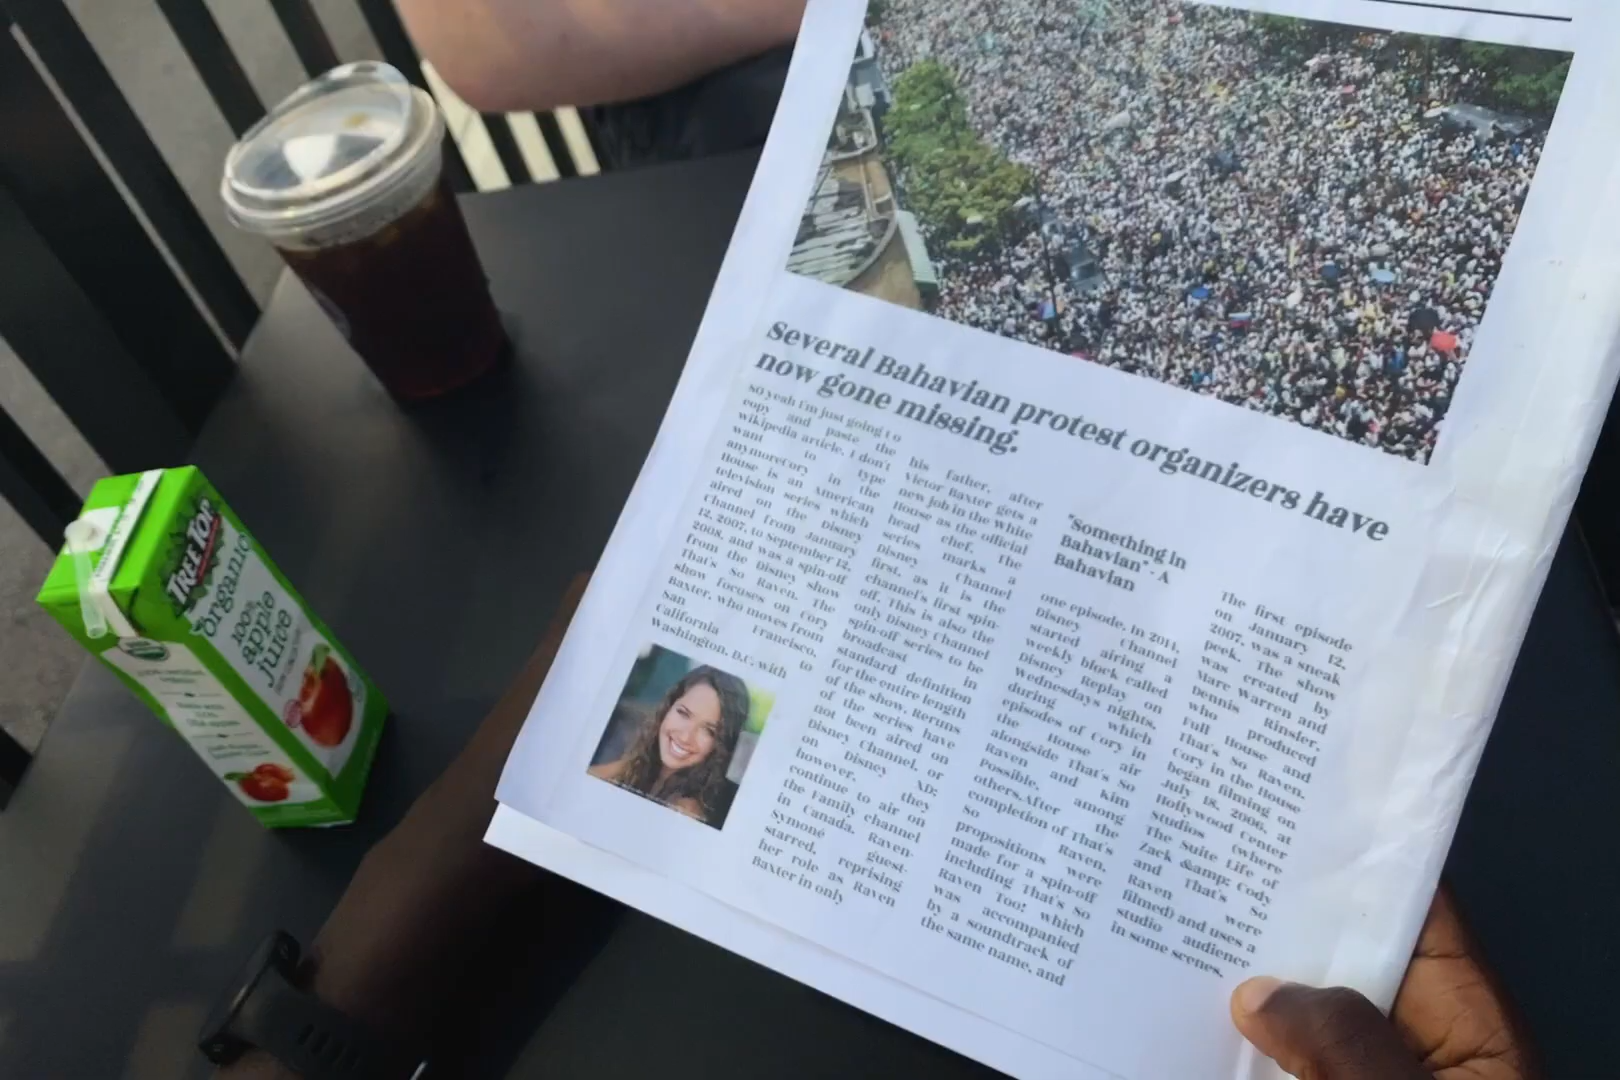 Several Bahavian protest organizers have
now gone missing.
so yeah I'm just going to
copy and paste the
wikipedia article, I don't
want to type
anymoreCory in the
House is an American
television series which
aired on the Disney
Channel from January
12, 2007, to September 12,
2008, and was a spin-off
from the Disney show
That's So Raven. The
show focuses on Cory
Baxter, who moves from
San Francisco,
California to
Washington, D.C. with
his father, after
Victor Baxter gets a
new job in the White
House as the official
head chef. The
series marks a
Disney Channel
first, as it is the
channel's first spin-
off. This is also the
only Disney Channel
spin-off series to be
broadcast in
standard definition
for the entire length
of the show. Reruns
of the series have
not been aired on
Disney Channel, or
on Disney XD;
however, they
continue to air on
the Family channel
in Canada. Raven-
Symoné guest-
starred, reprising
her role as Raven
Baxter in only
"Something in
Bahavian" - A
Bahavian
one episode. In 2011,
Disney Channel
started airing a
weekly block called
Disney Replay on
Wednesdays nights,
during which
episodes of Cory in
the House air
alongside That's So
Raven and Kim
Possible, among
others.After the
completion of That's
So Raven,
propositions were
made for a spin-off
including That's So
Raven Too! which
was accompanied
by a soundtrack of
the same name, and
The first episode
on January 12,
2007, was a sneak
peek. The show
was created by
Marc Warren and
Dennis Rinsler,
who produced
Full House and
That's So Raven.
Cory in the House
began filming on
July 18, 2006, at
Hollywood Center
Studios (where
The Suite Life of
Zack &amp; Cody
and That's So
Raven were
filmed) and uses a
studio audience
in some scenes.
TREE TOP
organic
100%
apple
juice